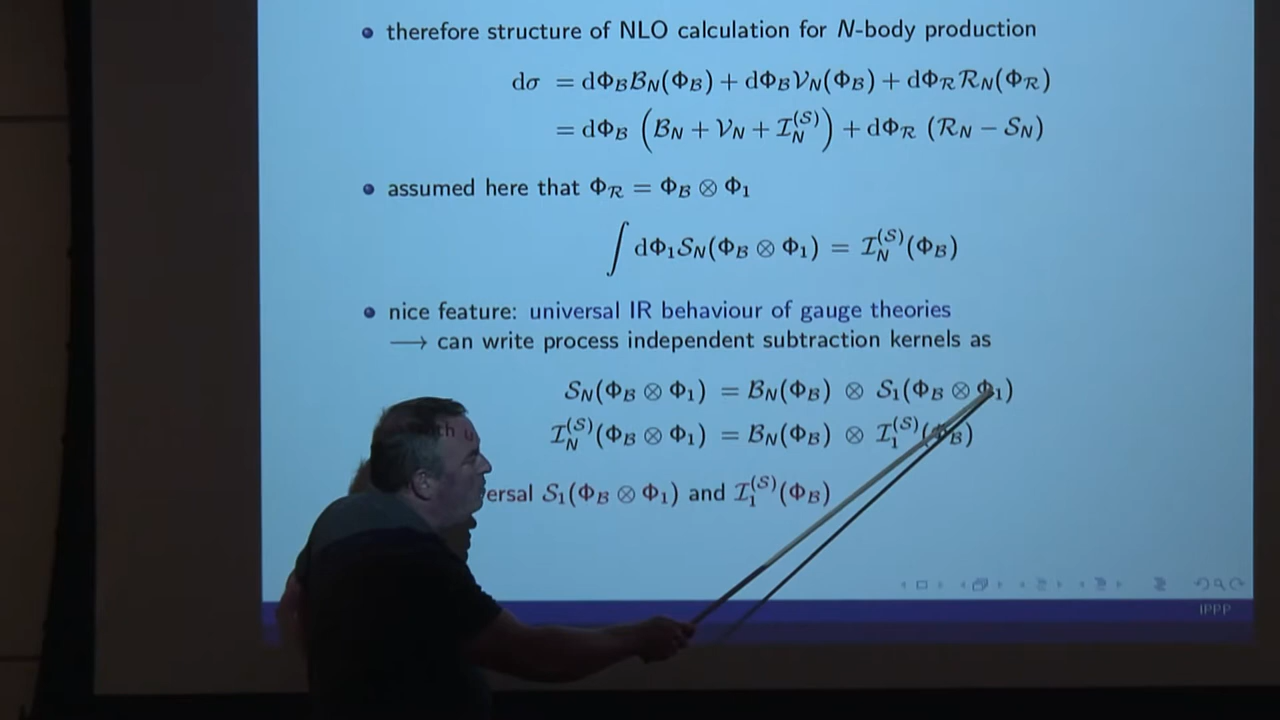 therefore structure of NLO calculation for N-body production
dσ = dΦ_B B_N(Φ_B) + dΦ_B V_N(Φ_B) + dΦ_R R_N(Φ_R)
= dΦ_B (B_N + V_N + I_N^(S)) + dΦ_R (R_N − S_N)
assumed here that Φ_R = Φ_B ⊗ Φ_1
∫ dΦ_1 S_N(Φ_B ⊗ Φ_1) = I_N^(S)(Φ_B)
nice feature: universal IR behaviour of gauge theories
⟶ can write process independent subtraction kernels as
S_N(Φ_B ⊗ Φ_1) = B_N(Φ_B) ⊗ S_1(Φ_B ⊗ Φ_1)
I_N^(S)(Φ_B ⊗ Φ_1) = B_N(Φ_B) ⊗ I_1^(S)(Φ_B)
S_1(Φ_B ⊗ Φ_1) and I_1^(S)(Φ_B)
IPPP